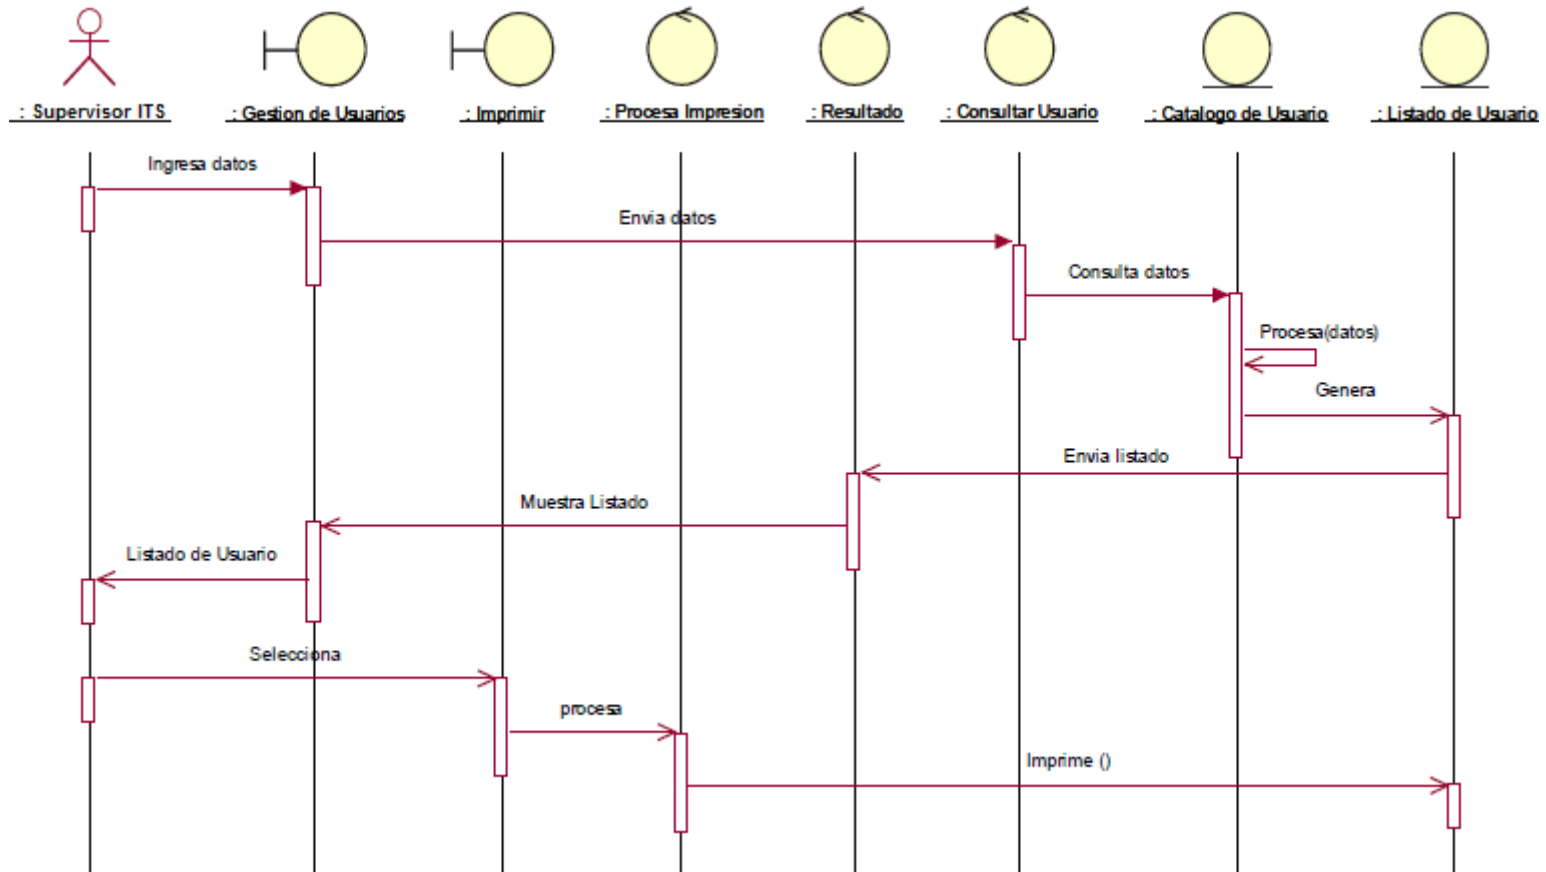 : Supervisor ITS
: Gestion de Usuarios
: Imprimir
: Procesa Impresion
: Resultado
: Consultar Usuario
: Catalogo de Usuario
: Listado de Usuario
Ingresa datos
Envia datos
Consulta datos
Procesa(datos)
Genera
Envia listado
Muestra Listado
Listado de Usuario
Selecciona
procesa
Imprime ()